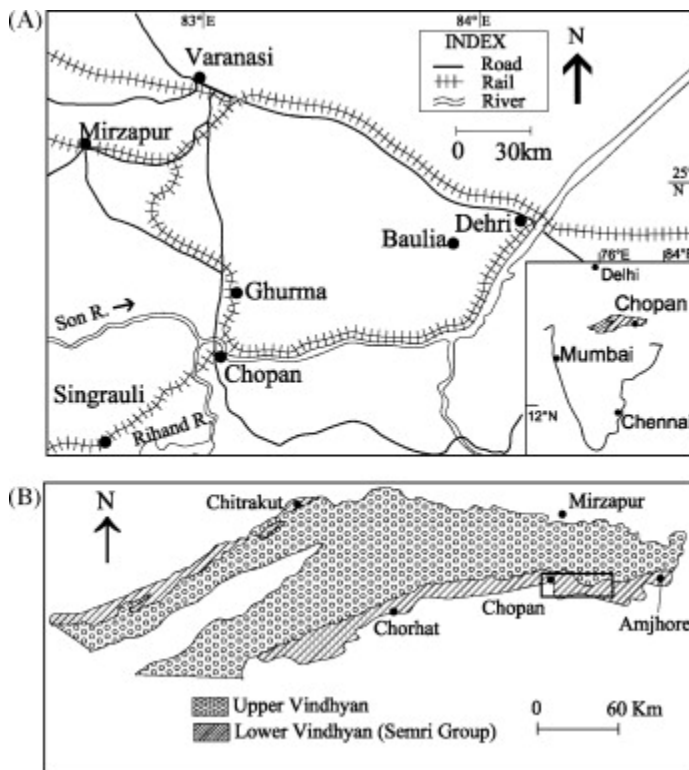 (A)
83°E
84°E
INDEX
Road
Rail
River
N
Varanasi
Mirzapur
0 30km
25°
N
Dehri
Baulia
76°E
84°E
Delhi
Ghurma
Chopan
Son R.
Chopan
Mumbai
Singrauli
Rihand R.
12°N
Chennai
(B)
N
Chitrakut
Mirzapur
Chopan
Chorhat
Amjhore
Upper Vindhyan
0 60 Km
Lower Vindhyan (Semri Group)